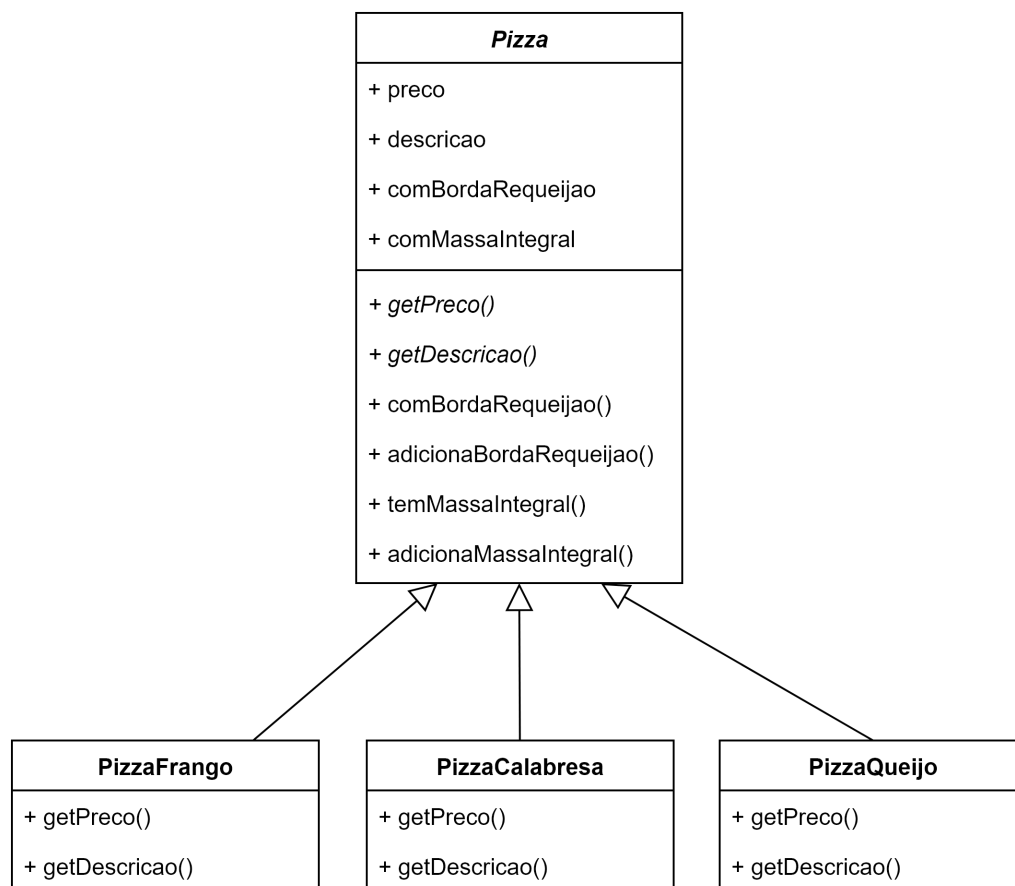 Pizza
+ preco
+ descricao
+ comBordaRequeijao
+ comMassaIntegral
+ getPreco()
+ getDescricao()
+ comBordaRequeijao()
+ adicionaBordaRequeijao()
+ temMassaIntegral()
+ adicionaMassaIntegral()
PizzaFrango
+ getPreco()
+ getDescricao()
PizzaCalabresa
+ getPreco()
+ getDescricao()
PizzaQueijo
+ getPreco()
+ getDescricao()